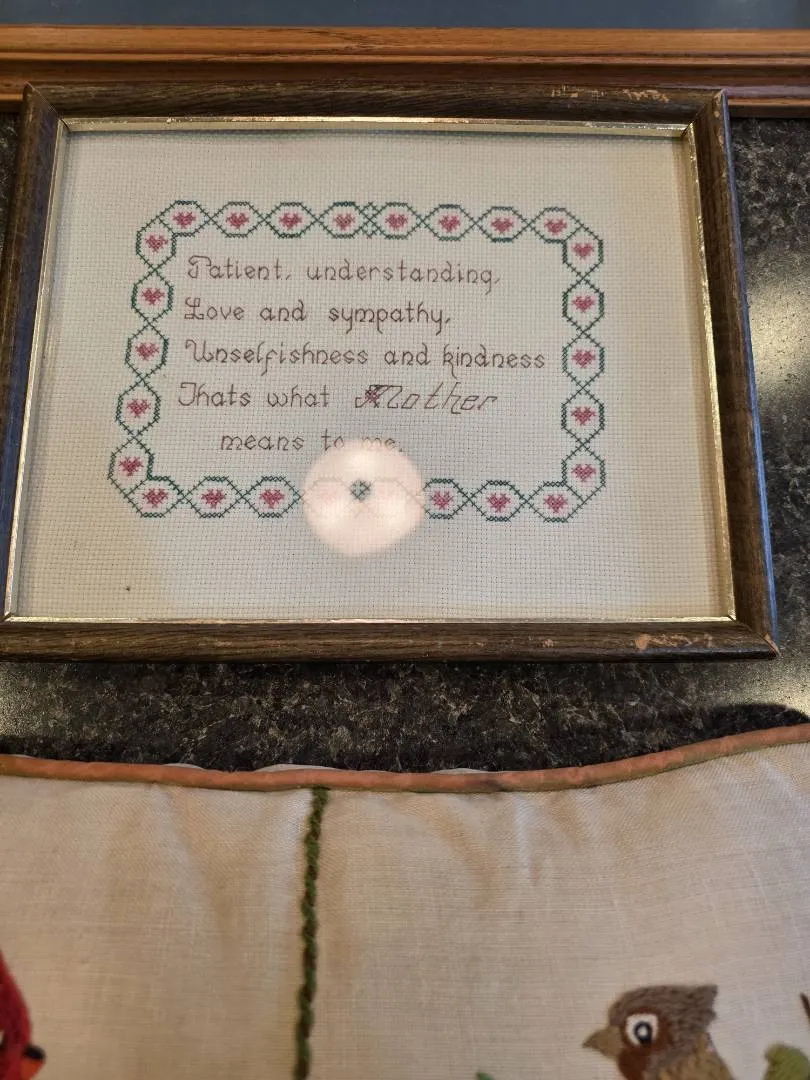 Patient, understanding,
Love and sympathy,
Unselfishness and kindness
Thats what Mother
means to me.